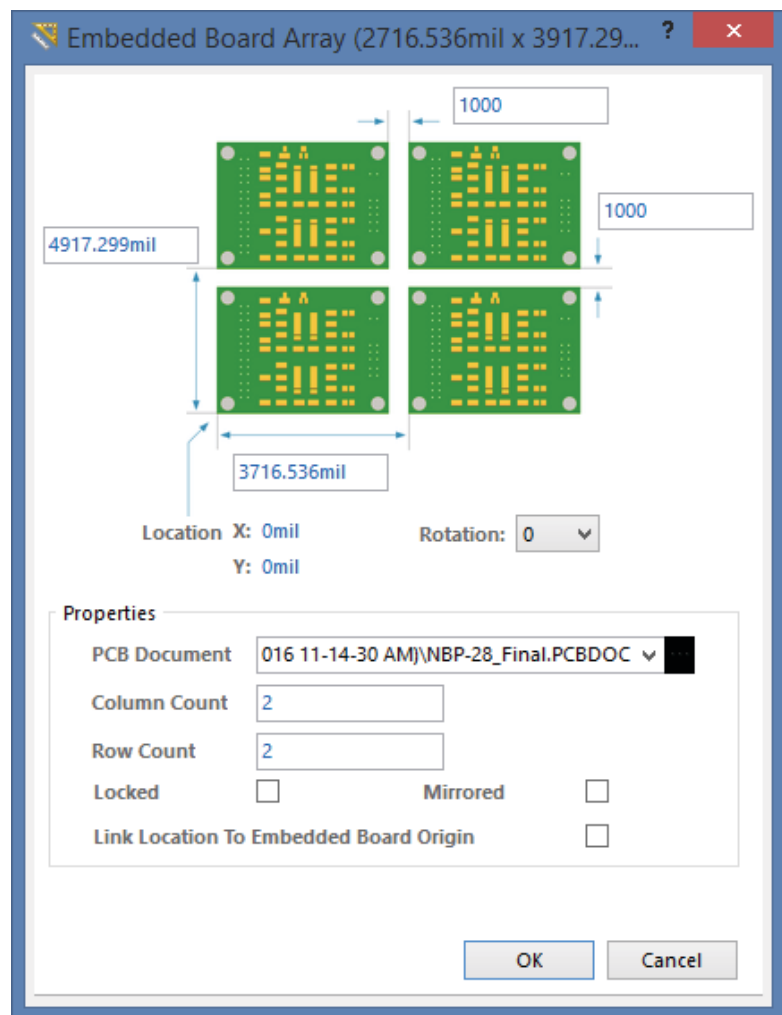 Embedded Board Array (2716.536mil x 3917.29... ? ×
1000
1000
4917.299mil
3716.536mil
Location X: 0mil
Rotation: 0
Y: 0mil
Properties
PCB Document 016 11-14-30 AM)\NBP-28_Final.PCBDOC ...
Column Count 2
Row Count 2
Locked Mirrored
Link Location To Embedded Board Origin
OK Cancel